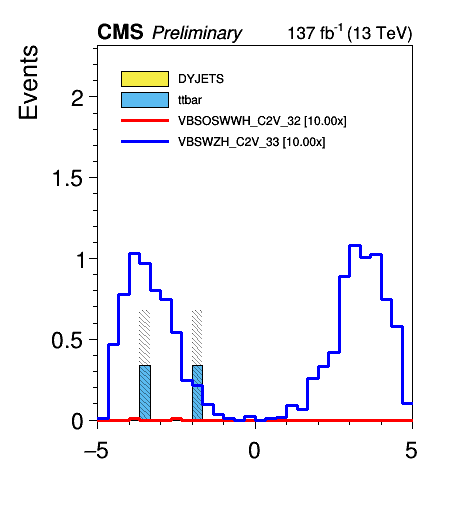 CMS Preliminary 137 fb-1 (13 TeV)
Events
DYJETS
ttbar
VBSOSWWH_C2V_32 [10.00x]
VBSWZH_C2V_33 [10.00x]
2
1.5
1
0.5
0
−5 0 5